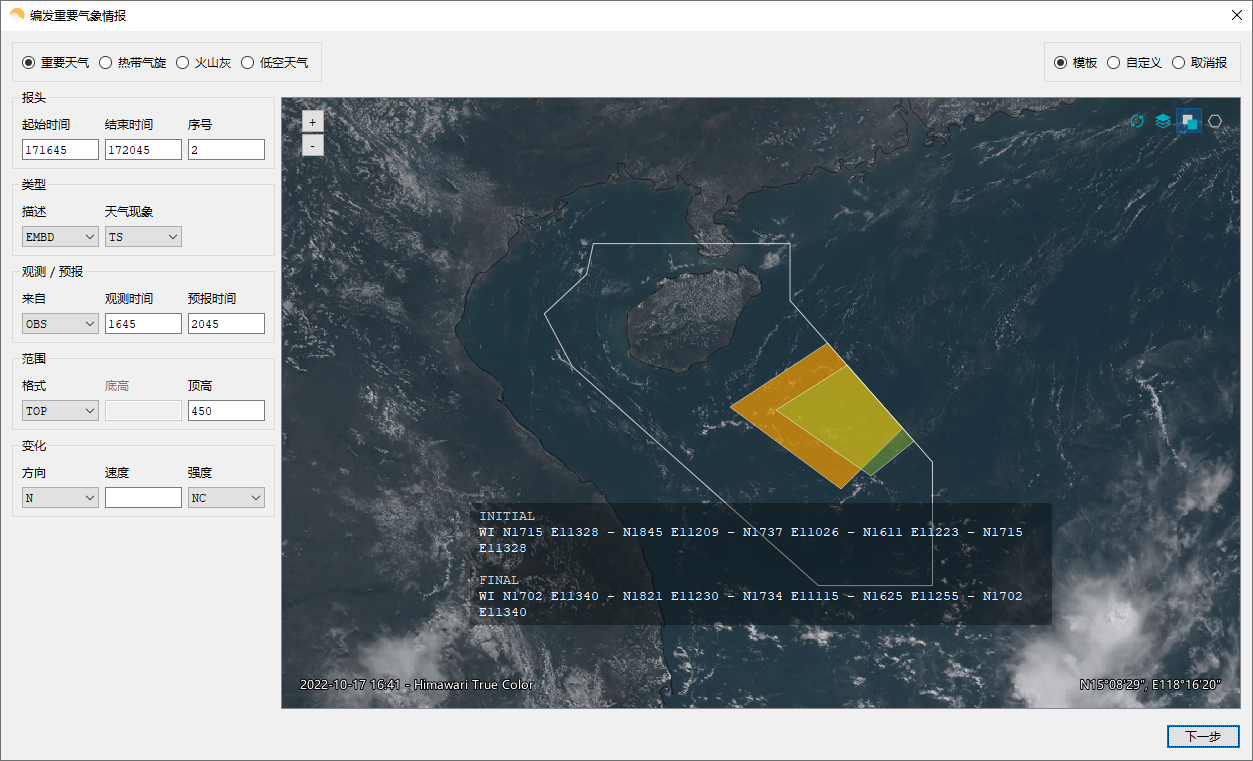 编发重要气象情报
重要天气 热带气旋 火山灰 低空天气
模板 自定义 取消报
报头
起始时间 结束时间 序号
171645 172045 2
类型
描述 天气现象
EMBD TS
观测 / 预报
来自 观测时间 预报时间
OBS 1645 2045
范围
格式 底高 顶高
TOP 450
变化
方向 速度 强度
N NC
+
-
INITIAL
WI N1715 E11328 - N1845 E11209 - N1737 E11026 - N1611 E11223 - N1715
E11328
FINAL
WI N1702 E11340 - N1821 E11230 - N1734 E11115 - N1625 E11255 - N1702
E11340
2022-10-17 16:41 - Himawari True Color
N15°08'29", E118°16'20"
下一步